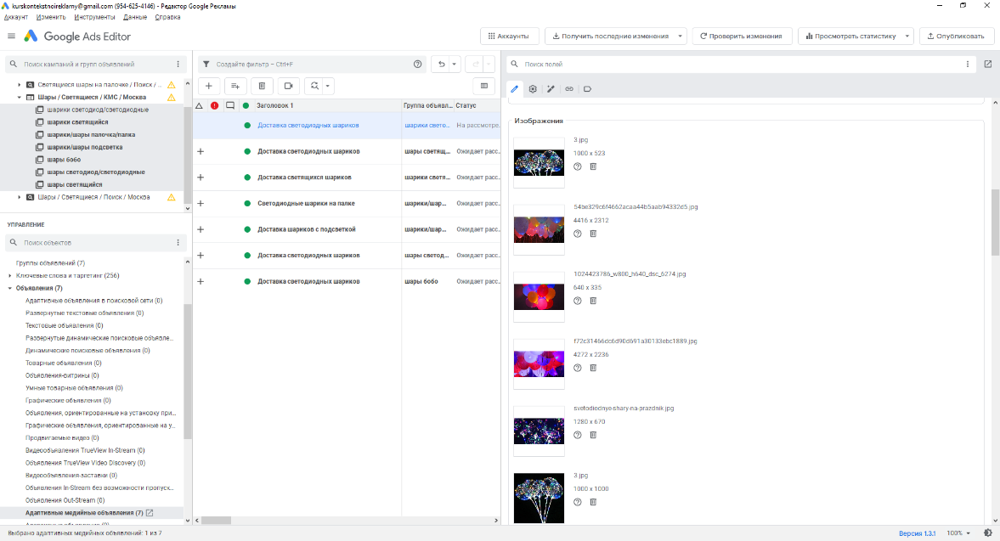 kurskontekstnoireklamy@gmail.com (954-625-4146) - Редактор Google Рекламы
Аккаунт Изменить Инструменты Данные Справка
Google Ads Editor
Аккаунты
Получить последние изменения
Проверить изменения
Просмотреть статистику
Опубликовать
Поиск кампаний и групп объявлений
Светящиеся шары на палочке / Поиск / ...
Шары / Светящиеся / КМС / Москва
шарики светодиод/светодиодные
шарики светящийся
шарики/шары палочка/палка
шарики/шары подсветка
шары бобо
шары светодиод/светодиодные
шары светящийся
Шары / Светящиеся / Поиск / Москва
УПРАВЛЕНИЕ
Поиск объектов
Группы объявлений (7)
Ключевые слова и таргетинг (256)
Объявления (7)
Адаптивные объявления в поисковой сети (0)
Развернутые текстовые объявления (0)
Текстовые объявления (0)
Развернутые динамические поисковые объявле...
Динамические поисковые объявления (0)
Товарные объявления (0)
Объявления-витрины (0)
Умные товарные объявления (0)
Графические объявления (0)
Объявления, ориентированные на установку при...
Графические объявления, ориентированные на у...
Продвигаемые видео (0)
Видеообъявления TrueView In-Stream (0)
Объявления TrueView Video Discovery (0)
Видеообъявления-заставки (0)
Объявления In-Stream без возможности пропуск...
Объявления Out-Stream (0)
Адаптивные медийные объявления (7)
Создайте фильтр – Ctrl+F
Заголовок 1 Группа объявл... Статус
Доставка светодиодных шариков шарики свето... На рассмотре...
Доставка светодиодных шариков шары светящ... Ожидает расс...
Доставка светящихся шариков шарики светя... Ожидает расс...
Светодиодные шарики на палке шарики/шар... Ожидает расс...
Доставка шариков с подсветкой шарики/шар... Ожидает расс...
Доставка светодиодных шариков шары светод... Ожидает расс...
Доставка светодиодных шариков шары бобо Ожидает расс...
Поиск полей
Изображения
3.jpg
1000 x 523
54be329c6f4662acaa44b5aab94332d5.jpg
4416 x 2312
1024423786_w800_h640_dsc_6274.jpg
640 x 335
f72c31466dc6d90d691a30133ebc1889.jpg
4272 x 2236
svetodiodnye-shary-na-prazdnik.jpg
1280 x 670
3.jpg
1000 x 1000
Выбрано адаптивных медийных объявлений: 1 из 7
Версия 1.3.1
100%